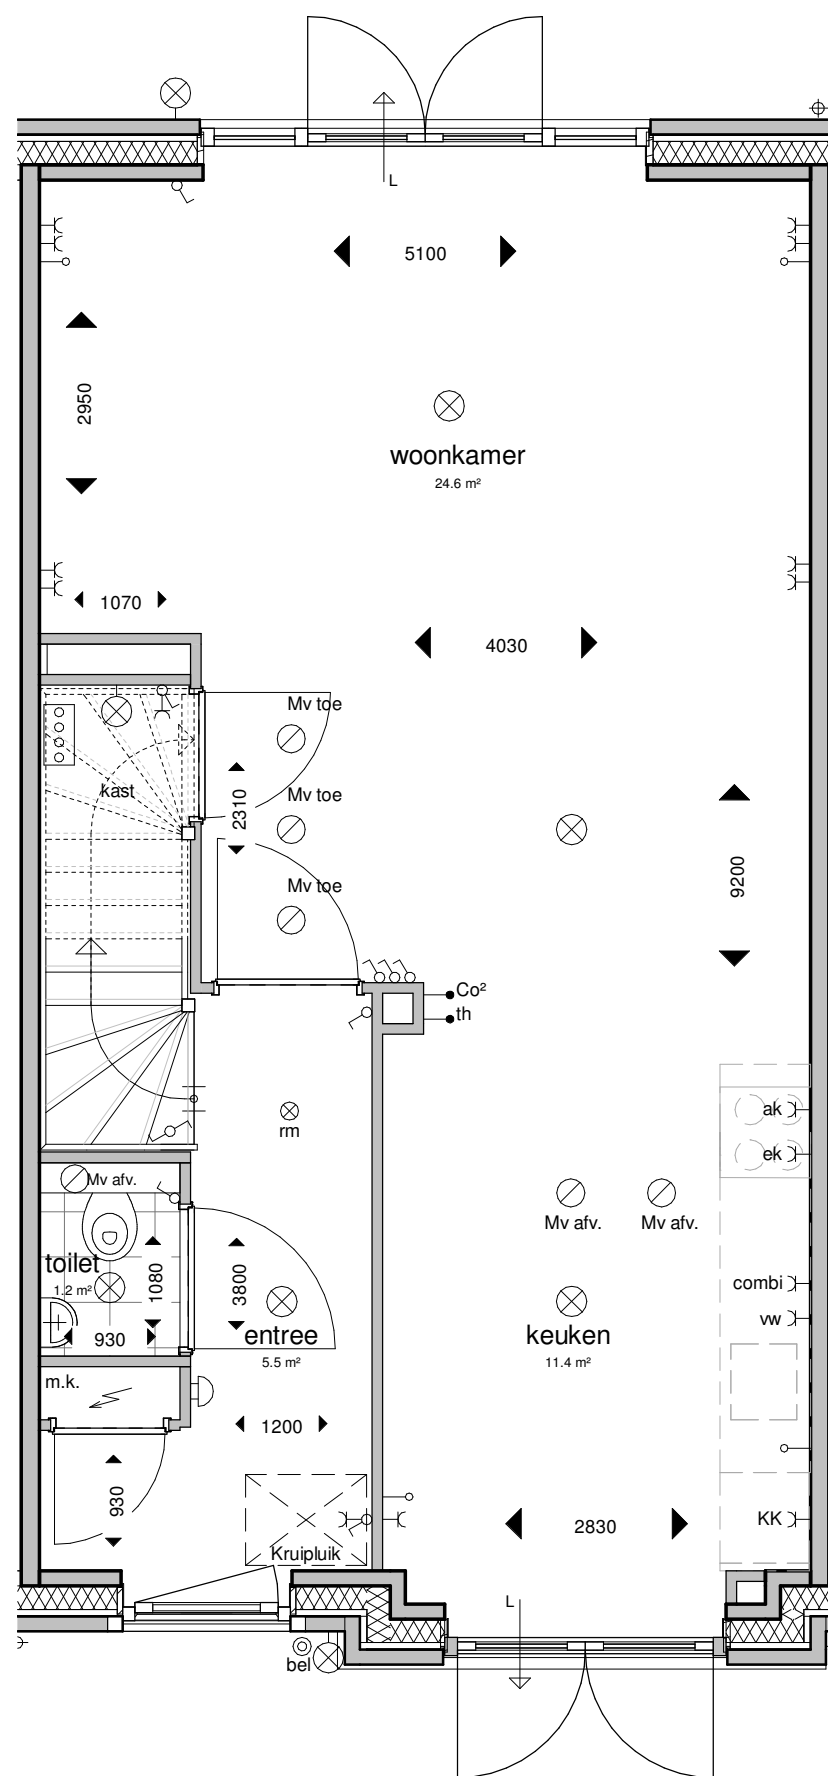 L
5100
2950
woonkamer
24.6 m²
1070
4030
Mv toe
kast
Mv toe
2310
9200
Mv toe
Co²
th
ak
rm
ek
Mv afv.
Mv afv.
Mv afv.
toilet
1.2 m²
1080
3800
combi
vw
930
entree
5.5 m²
keuken
11.4 m²
m.k.
1200
930
KK
2830
Kruipluik
L
bel